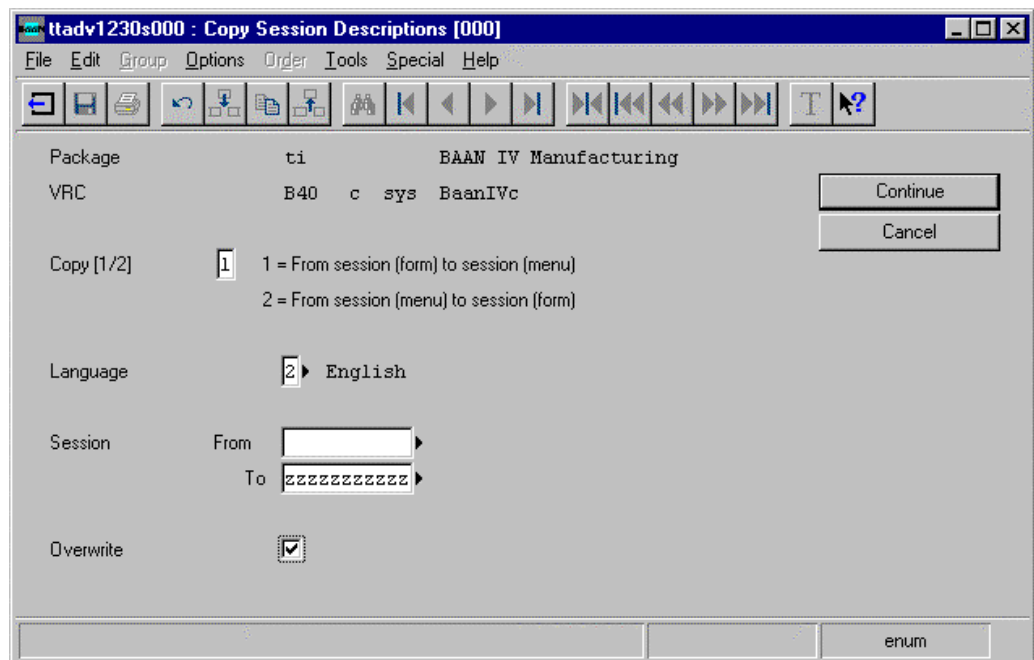 BaaN ttadv1230s000 : Copy Session Descriptions [000]
File Edit Group Options Order Tools Special Help
T ?
Package ti BAAN IV Manufacturing
VRC B40 c sys BaanIVc
Continue
Cancel
Copy [1/2] 1 1 = From session (form) to session (menu)
2 = From session (menu) to session (form)
Language 2 English
Session From
To zzzzzzzzzzz
Overwrite
enum